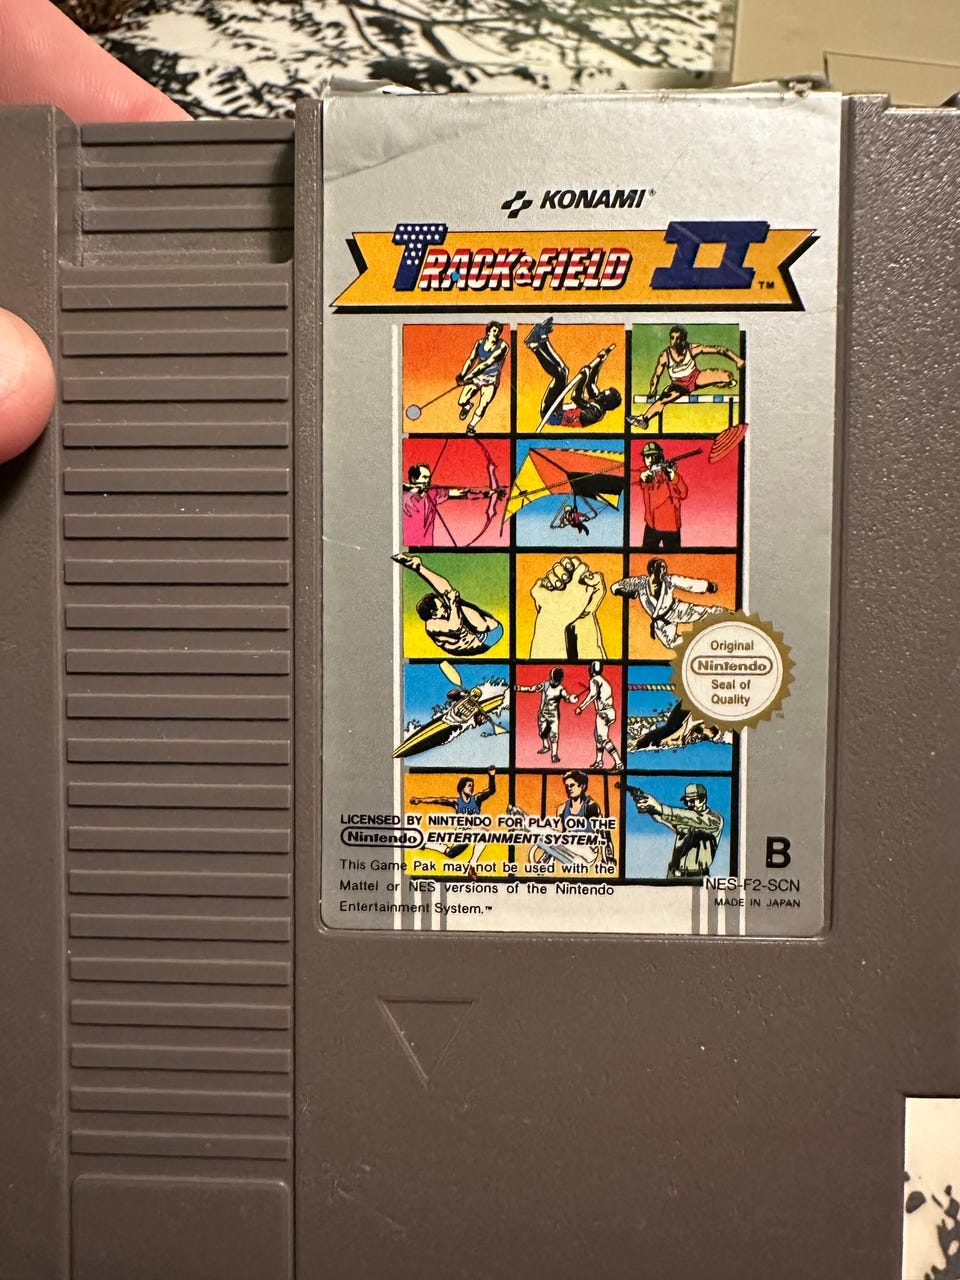 KONAMI®
TRACK & FIELD II™
Original
Nintendo
Seal of
Quality
TM
LICENSED BY NINTENDO FOR PLAY ON THE
Nintendo ENTERTAINMENT SYSTEM™
This Game Pak may not be used with the
Mattel or NES versions of the Nintendo
Entertainment System.™
B
NES-F2-SCN
MADE IN JAPAN